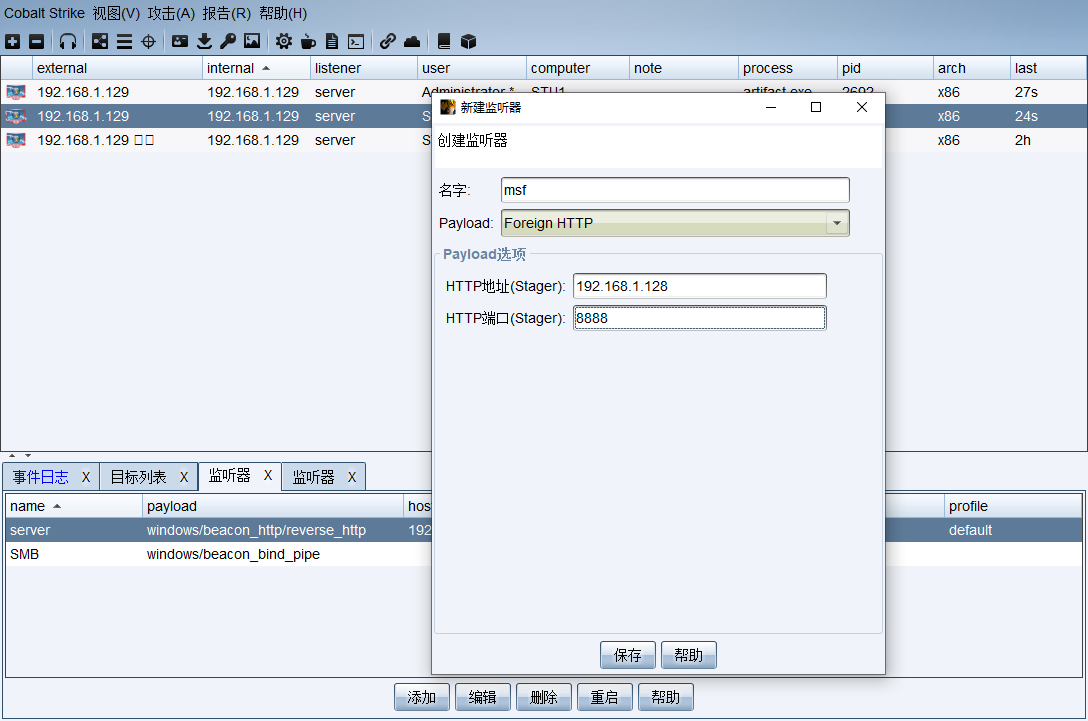 Cobalt Strike 视图(V) 攻击(A) 报告(R) 帮助(H)
external internal listener user computer note process pid arch last
192.168.1.129 192.168.1.129 server Administrator * STU1 artifact.exe 2692 x86 27s
192.168.1.129 192.168.1.129 server S x86 24s
192.168.1.129 192.168.1.129 server S x86 2h
新建监听器
创建监听器
名字: msf
Payload: Foreign HTTP
Payload选项
HTTP地址(Stager): 192.168.1.128
HTTP端口(Stager): 8888
保存 帮助
事件日志 X 目标列表 X 监听器 X 监听器 X
name payload hos profile
server windows/beacon_http/reverse_http 192 default
SMB windows/beacon_bind_pipe
添加 编辑 删除 重启 帮助